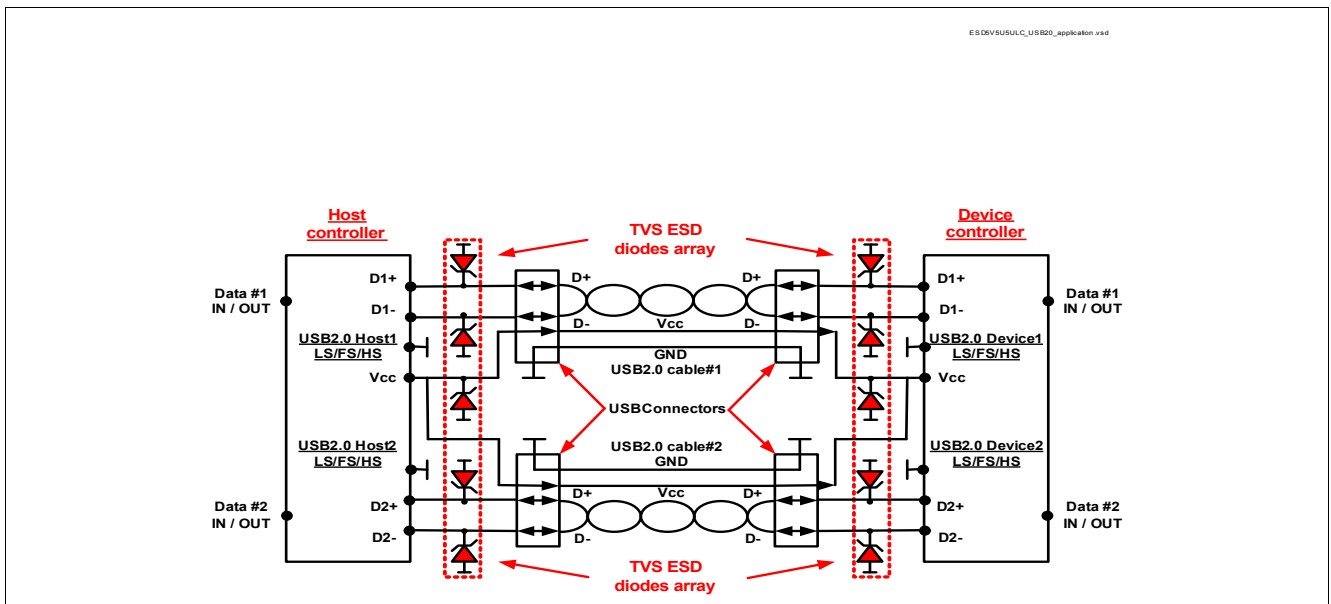 ESD5V5U5ULC_USB20_application.vsd
Host
controller
TVS ESD
diodes array
Device
controller
D1+
D+
D+
D1+
Data #1
IN / OUT
D1-
D-
Vcc
D-
D1-
Data #1
IN / OUT
USB2.0 Host1
LS/FS/HS
GND
USB2.0 cable#1
USB2.0 Device1
LS/FS/HS
Vcc
Vcc
USBConnectors
USB2.0 Host2
LS/FS/HS
USB2.0 cable#2
GND
USB2.0 Device2
LS/FS/HS
Data #2
IN / OUT
D2+
D+
Vcc
D+
D2+
Data #2
IN / OUT
D2-
D-
D-
D2-
TVS ESD
diodes array